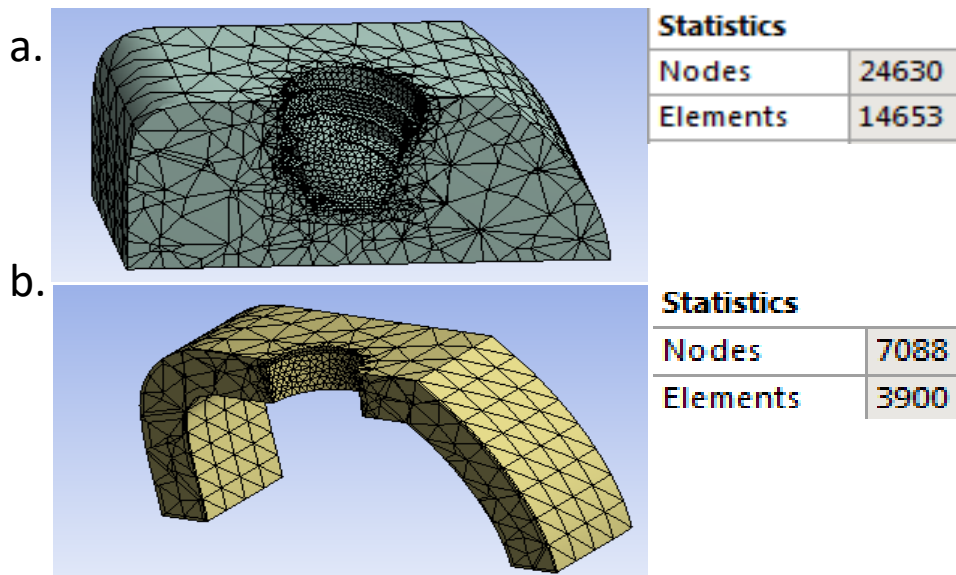 a.
Statistics
Nodes 24630
Elements 14653
b.
Statistics
Nodes 7088
Elements 3900